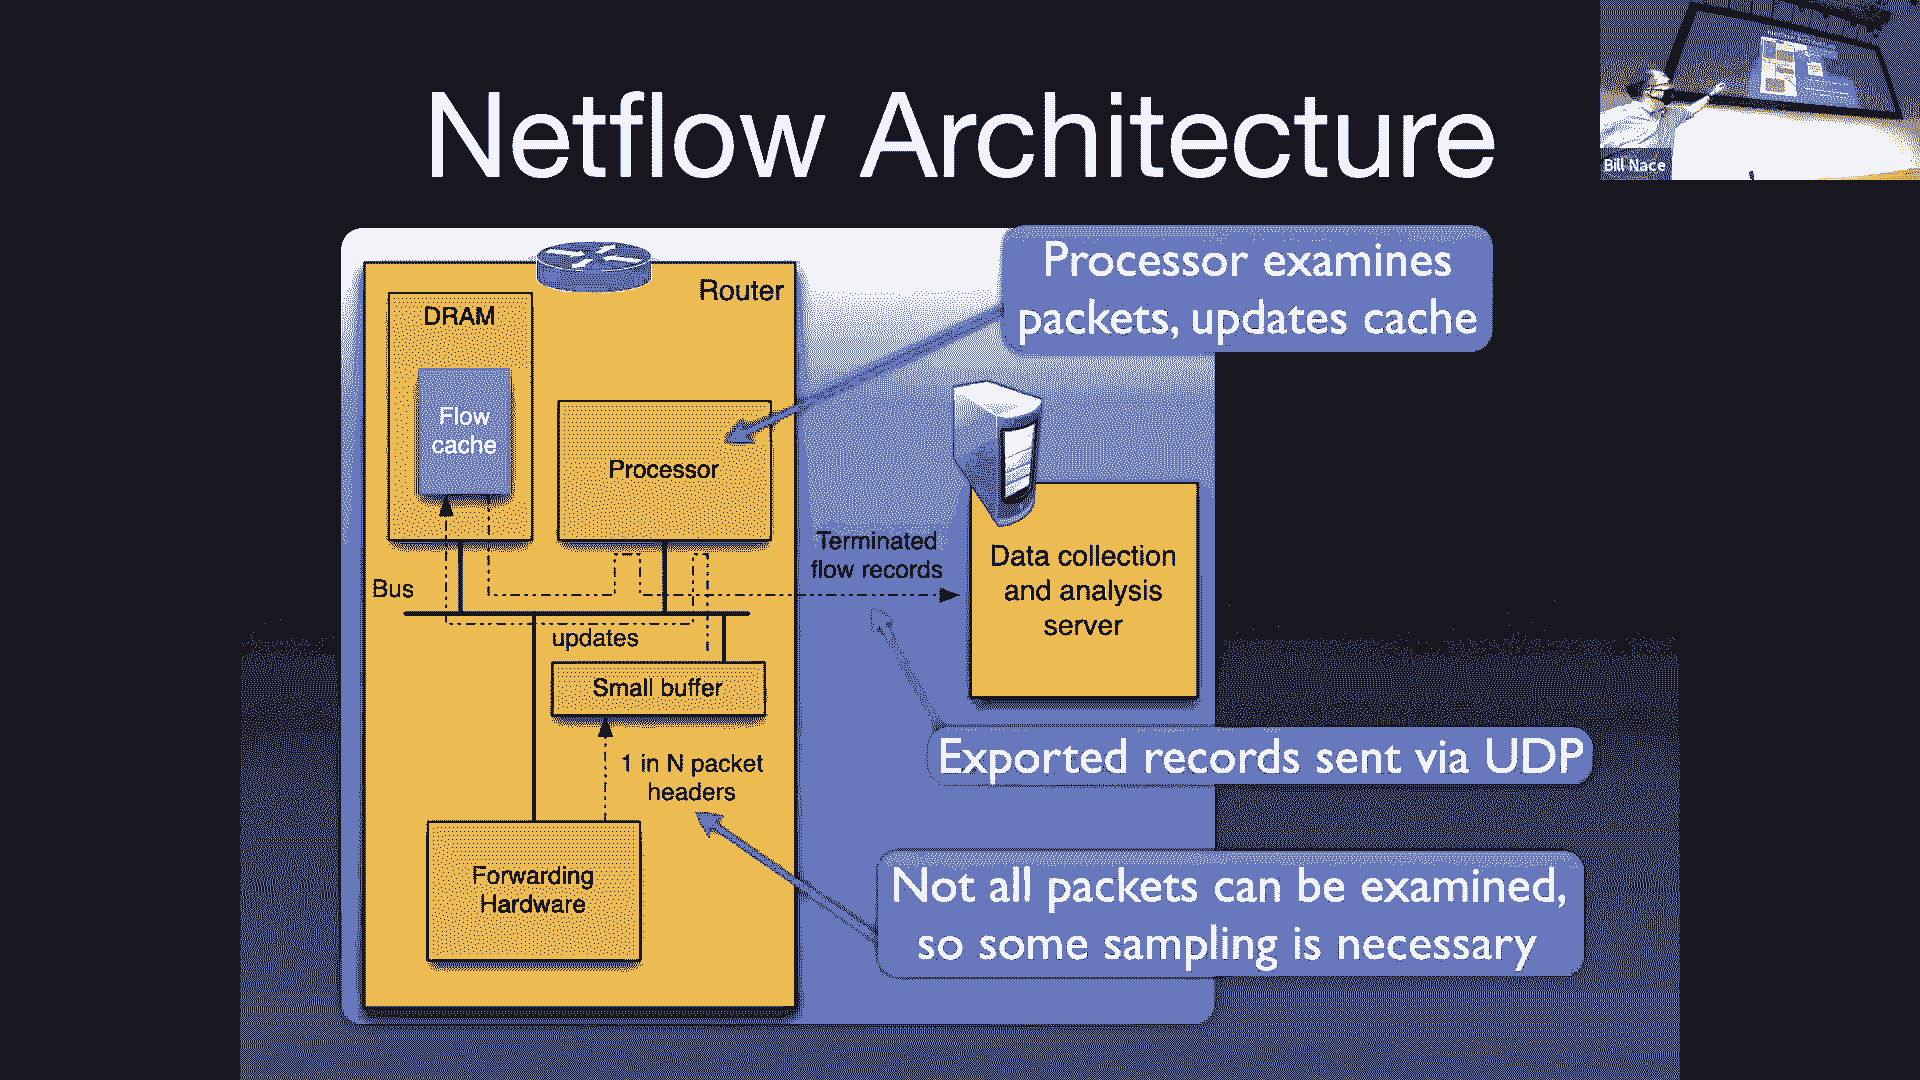 Netflow Architecture
Bill Nace
Processor examines
packets, updates cache
Router
DRAM
Flow
cache
Processor
Terminated
flow records
Data collection
and analysis
server
Bus
updates
Small buffer
1 in N packet
headers
Exported records sent via UDP
Forwarding
Hardware
Not all packets can be examined,
so some sampling is necessary